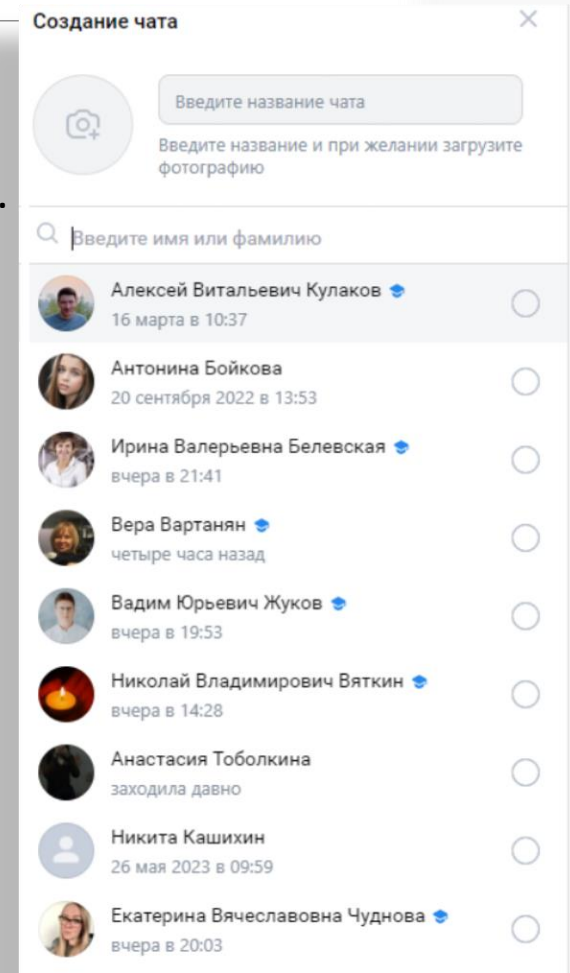 Создание чата
Введите название чата
Введите название и при желании загрузите
фотографию
Введите имя или фамилию
Алексей Витальевич Кулаков
16 марта в 10:37
Антонина Бойкова
20 сентября 2022 в 13:53
Ирина Валерьевна Белевская
вчера в 21:41
Вера Вартанян
четыре часа назад
Вадим Юрьевич Жуков
вчера в 19:53
Николай Владимирович Вяткин
вчера в 14:28
Анастасия Тоболкина
заходила давно
Никита Кашихин
26 мая 2023 в 09:59
Екатерина Вячеславовна Чуднова
вчера в 20:03